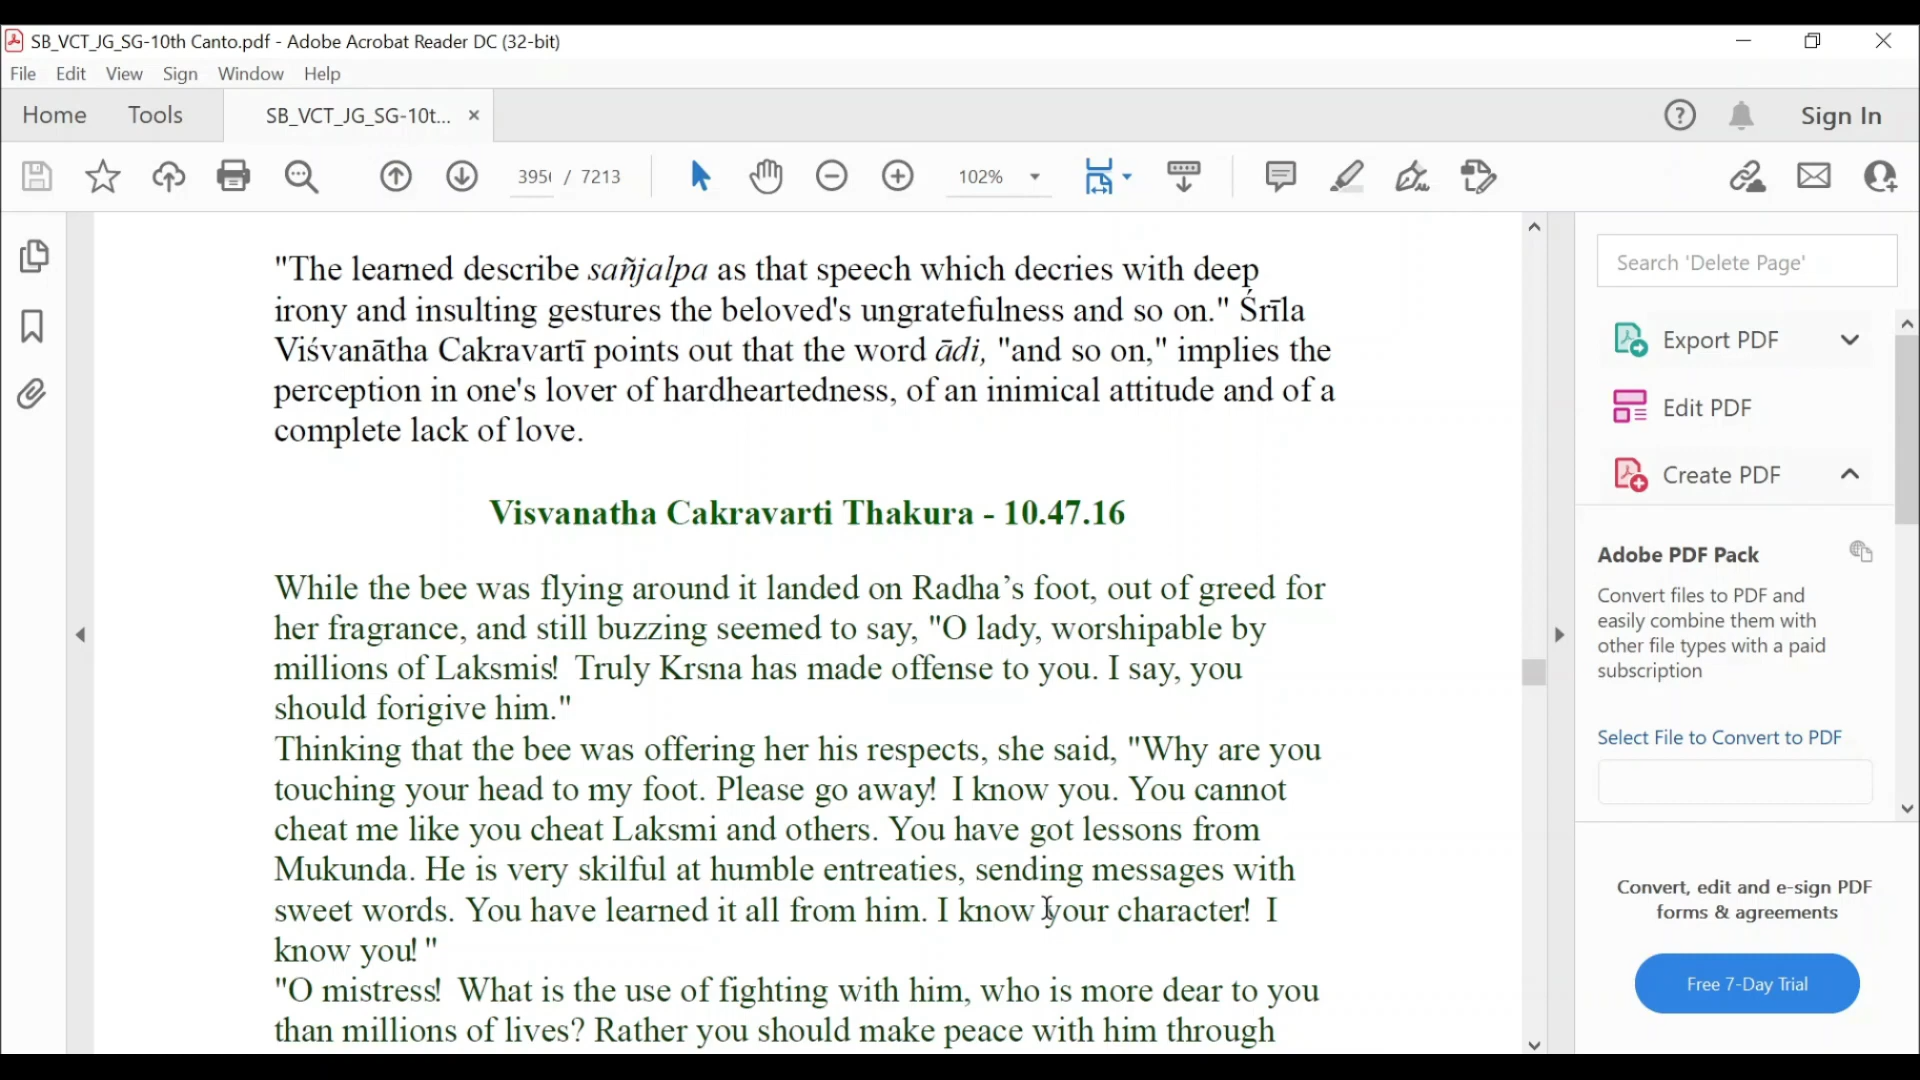 SB_VCT_JG_SG-10th Canto.pdf - Adobe Acrobat Reader DC (32-bit)
File Edit View Sign Window Help
Home Tools SB_VCT_JG_SG-10t... × Sign In
/ 7213 102%
"The learned describe sañjalpa as that speech which decries with deep
irony and insulting gestures the beloved's ungratefulness and so on." Śrīla
Viśvanātha Cakravartī points out that the word ādi, "and so on," implies the
perception in one's lover of hardheartedness, of an inimical attitude and of a
complete lack of love.
Visvanatha Cakravarti Thakura - 10.47.16
While the bee was flying around it landed on Radha’s foot, out of greed for
her fragrance, and still buzzing seemed to say, "O lady, worshipable by
millions of Laksmis! Truly Krsna has made offense to you. I say, you
should forigive him."
Thinking that the bee was offering her his respects, she said, "Why are you
touching your head to my foot. Please go away! I know you. You cannot
cheat me like you cheat Laksmi and others. You have got lessons from
Mukunda. He is very skilful at humble entreaties, sending messages with
sweet words. You have learned it all from him. I know your character! I
know you! "
"O mistress! What is the use of fighting with him, who is more dear to you
than millions of lives? Rather you should make peace with him through
Search 'Delete Page'
Export PDF
Edit PDF
Create PDF
Adobe PDF Pack
Convert files to PDF and
easily combine them with
other file types with a paid
subscription
Select File to Convert to PDF
Convert, edit and e-sign PDF
forms & agreements
Free 7-Day Trial